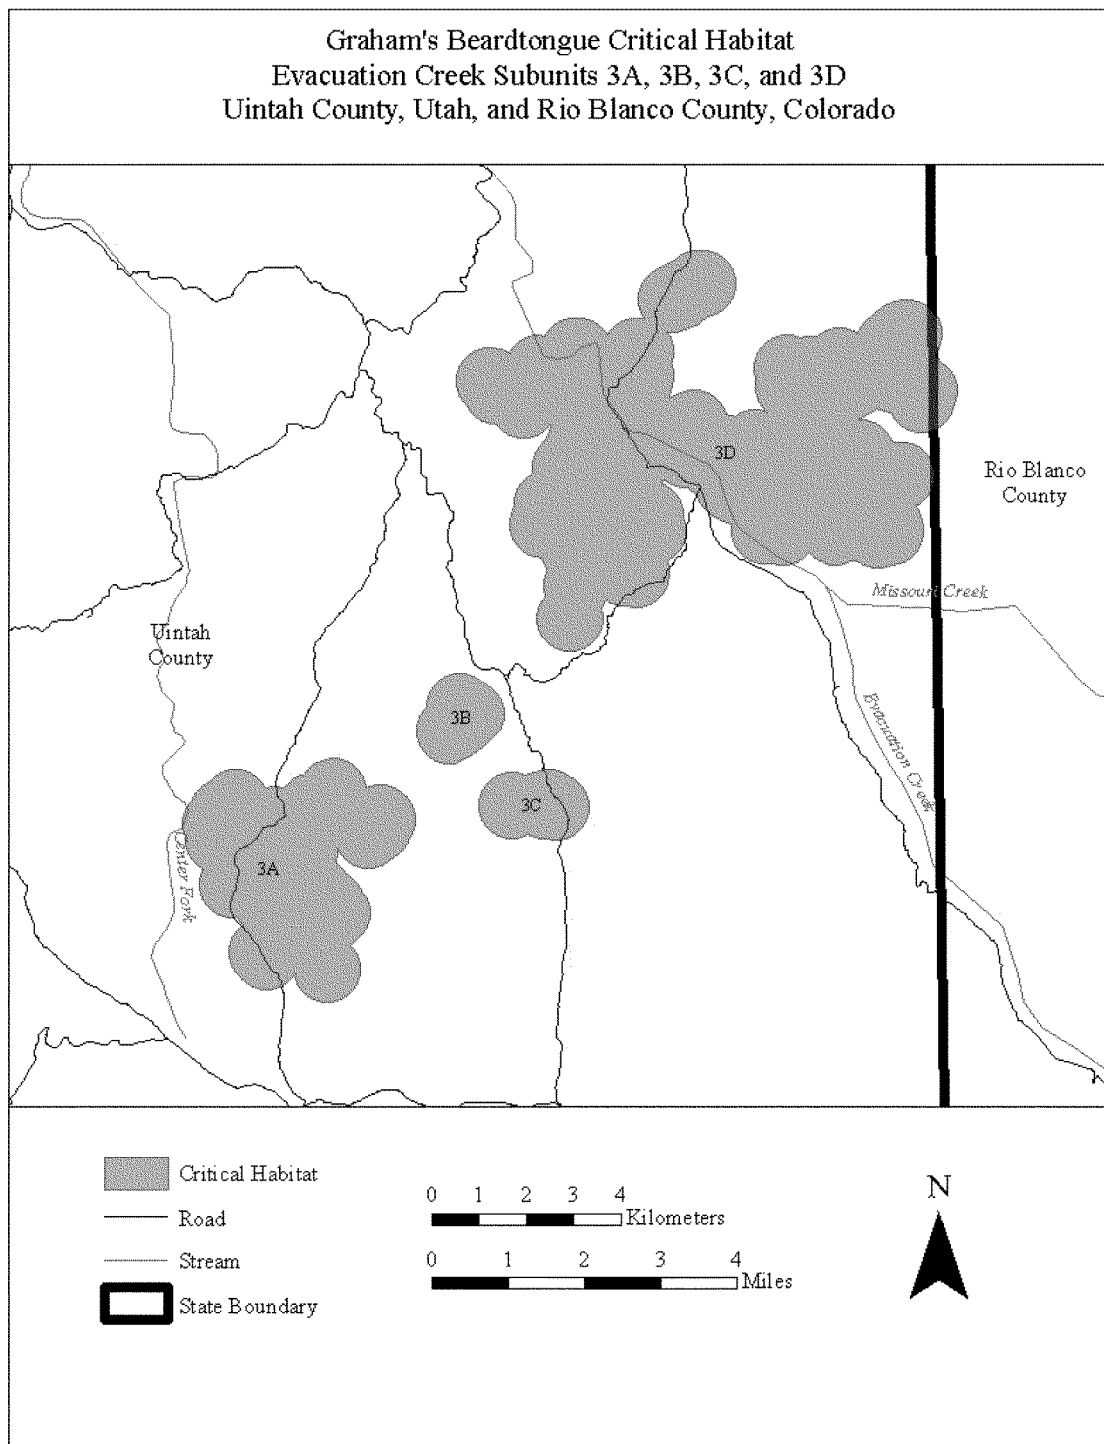 Graham's Beardtongue Critical Habitat
Evacuation Creek Subunits 3A, 3B, 3C, and 3D
Uintah County, Utah, and Rio Blanco County, Colorado
3D
Rio Blanco
County
Missouri Creek
Uintah
County
3B
Evacuation Creek
3C
3A
Center Fork
Critical Habitat
Road
Stream
State Boundary
0 1 2 3 4
Kilometers
0 1 2 3 4
Miles
N